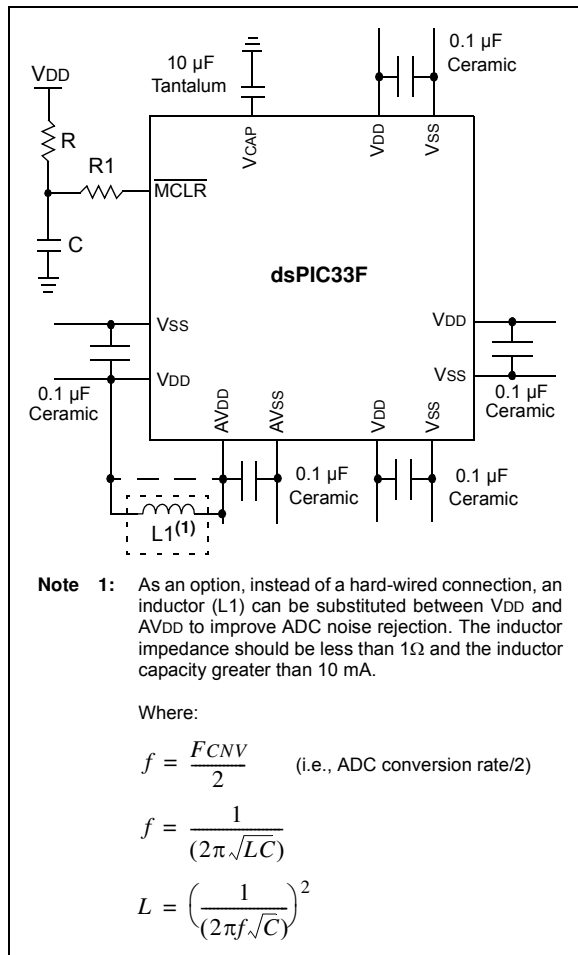 VDD
10 µF
Tantalum
0.1 µF
Ceramic
R
R1
MCLR
C
VCAP
VDD
VSS
dsPIC33F
VSS
VDD
0.1 µF
Ceramic
VDD
VSS
0.1 µF
Ceramic
AVDD
AVSS
VDD
VSS
0.1 µF
Ceramic
0.1 µF
Ceramic
L1(1)
Note 1: As an option, instead of a hard-wired connection, an
inductor (L1) can be substituted between VDD and
AVDD to improve ADC noise rejection. The inductor
impedance should be less than 1Ω and the inductor
capacity greater than 10 mA.
Where:
f = FCNV / 2 (i.e., ADC conversion rate/2)
f = 1 / (2π√LC)
L = (1 / (2πf√C))²